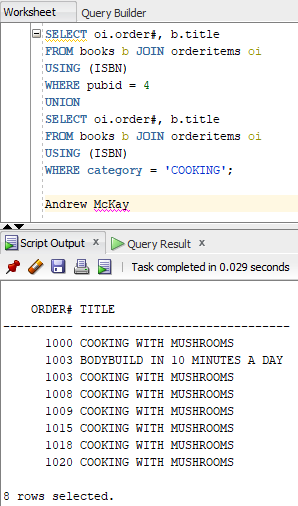 Worksheet Query Builder
SELECT oi.order#, b.title
FROM books b JOIN orderitems oi
USING (ISBN)
WHERE pubid = 4
UNION
SELECT oi.order#, b.title
FROM books b JOIN orderitems oi
USING (ISBN)
WHERE category = 'COOKING';
Andrew McKay
Script Output x Query Result x
Task completed in 0.029 seconds
ORDER# TITLE
---------- ------------------------------
1000 COOKING WITH MUSHROOMS
1003 BODYBUILD IN 10 MINUTES A DAY
1003 COOKING WITH MUSHROOMS
1008 COOKING WITH MUSHROOMS
1009 COOKING WITH MUSHROOMS
1015 COOKING WITH MUSHROOMS
1018 COOKING WITH MUSHROOMS
1020 COOKING WITH MUSHROOMS
8 rows selected.